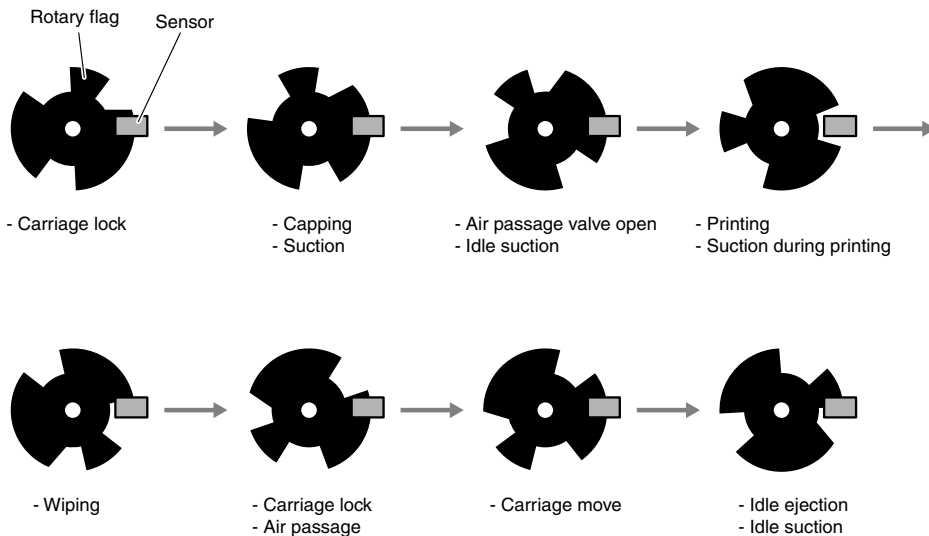 Rotary flag
Sensor
- Carriage lock
- Capping
- Suction
- Air passage valve open
- Idle suction
- Printing
- Suction during printing
- Wiping
- Carriage lock
- Air passage
- Carriage move
- Idle ejection
- Idle suction